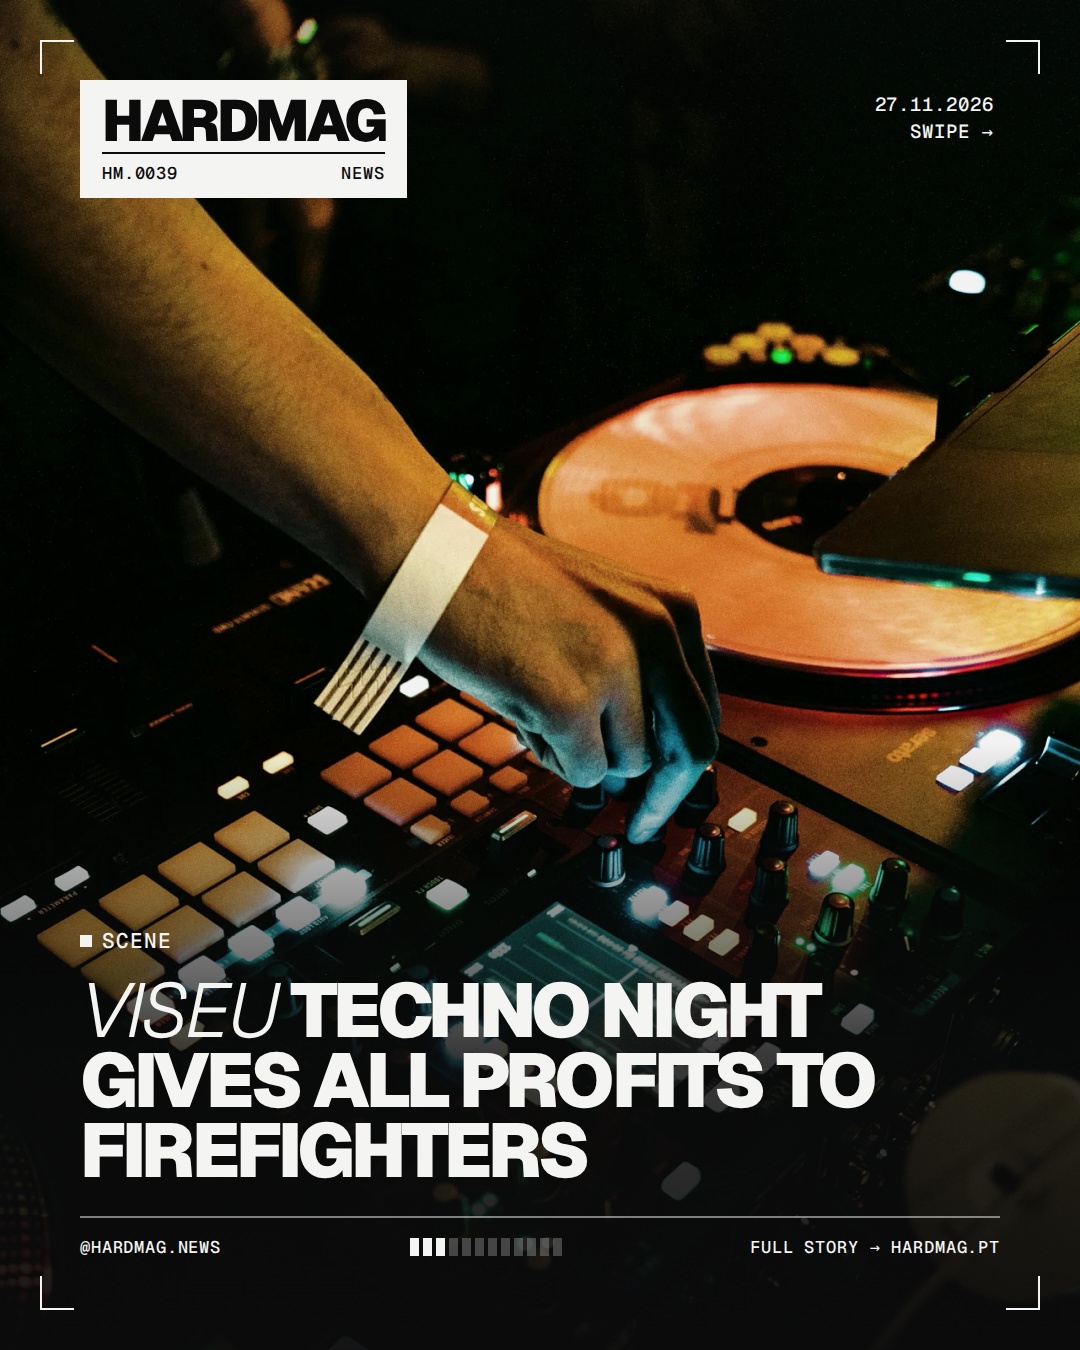 HARDMAG
HM.0039 NEWS
27.11.2026
SWIPE →
SCENE
VISEU TECHNO NIGHT
GIVES ALL PROFITS TO
FIREFIGHTERS
@HARDMAG.NEWS
FULL STORY → HARDMAG.PT
serato